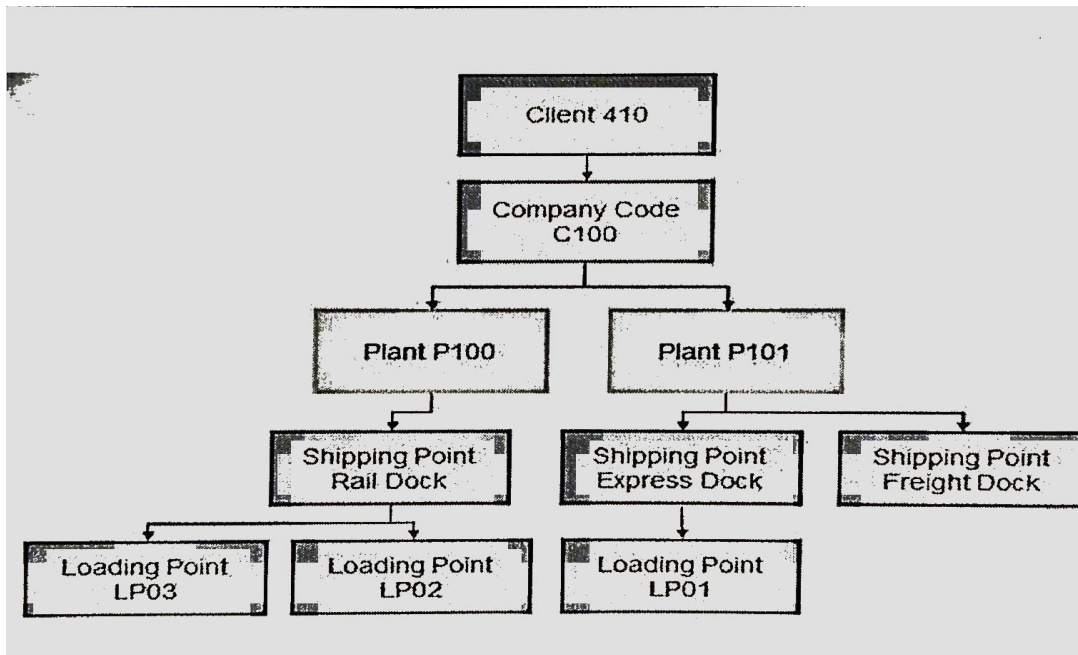 Client 410
Company Code
C100
Plant P100
Plant P101
Shipping Point
Rail Dock
Shipping Point
Express Dock
Shipping Point
Freight Dock
Loading Point
LP03
Loading Point
LP02
Loading Point
LP01